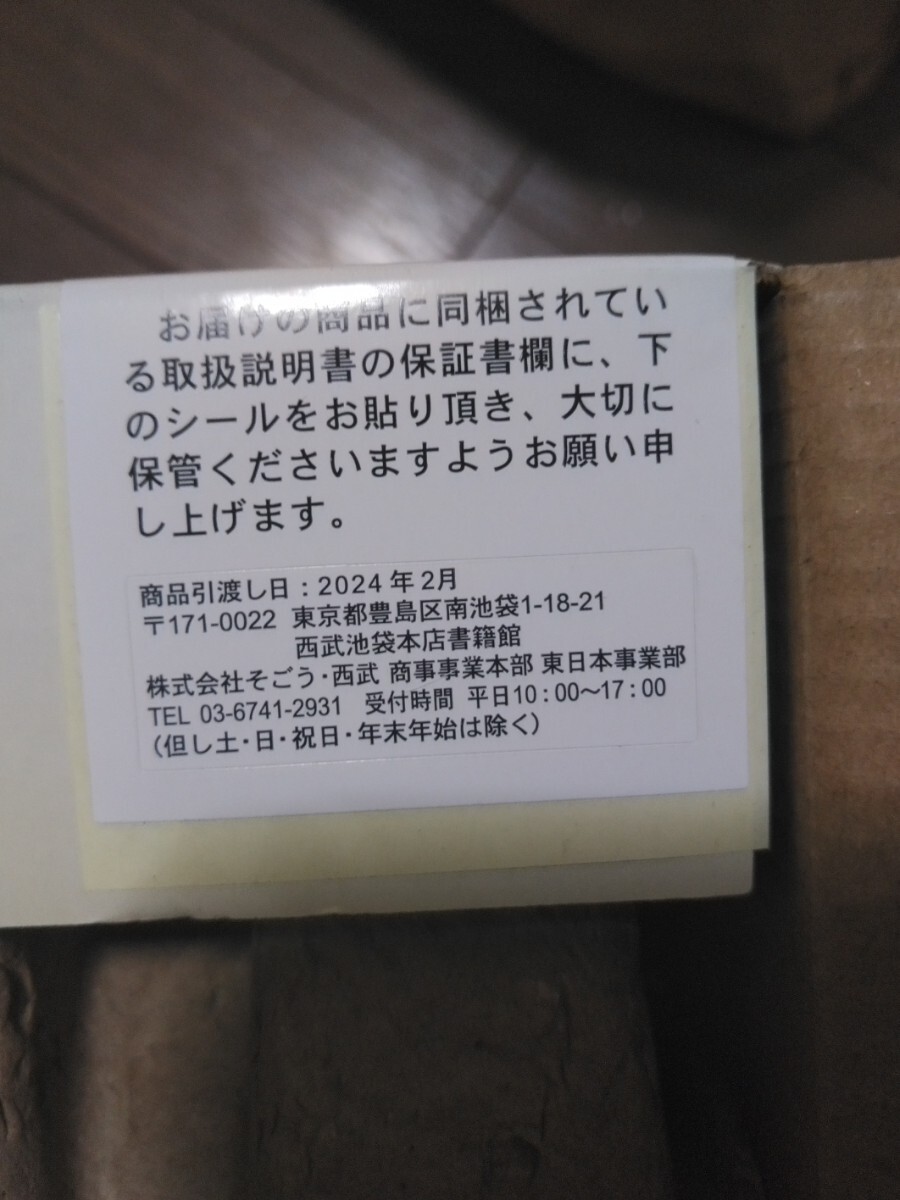 お届けの商品に同梱されてい
る取扱説明書の保証書欄に、下
のシールをお貼り頂き、大切に
保管くださいますようお願い申
し上げます。
商品引渡し日：2024年2月
〒171-0022 東京都豊島区南池袋1-18-21
西武池袋本店書籍館
株式会社そごう・西武 商事事業本部 東日本事業部
TEL 03-6741-2931 受付時間 平日10：00～17：00
（但し土・日・祝日・年末年始は除く）